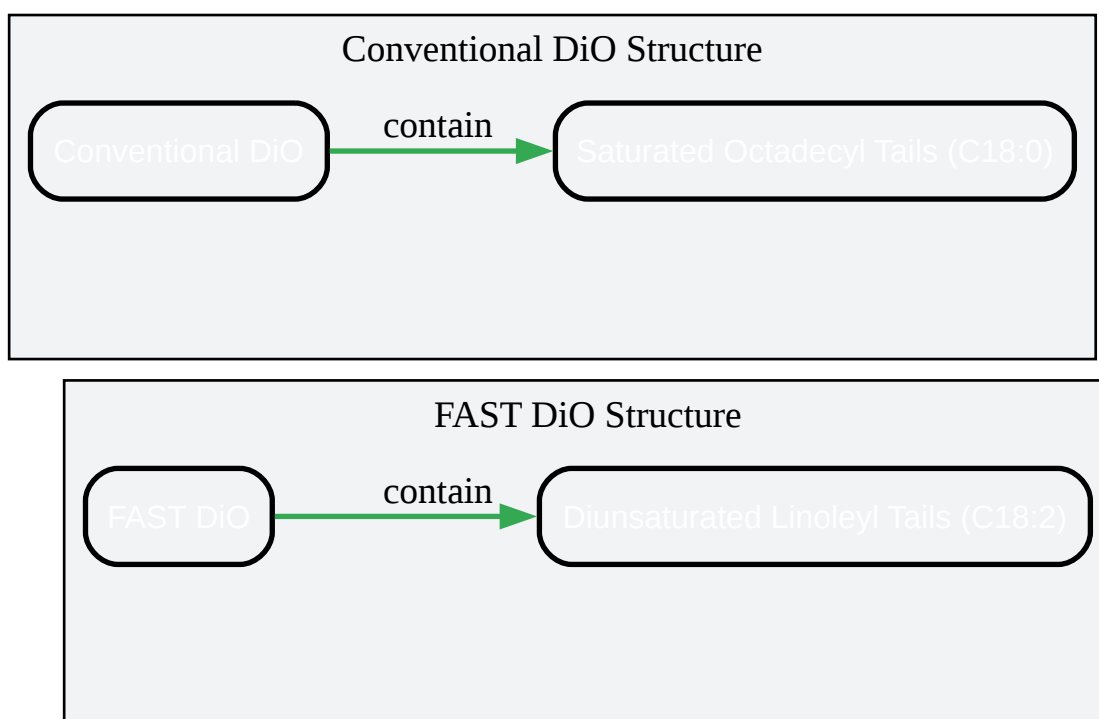 Conventional DiO Structure
contain
Conventional DiO
Saturated Octadecyl Tails (C18:0)
FAST DiO Structure
contain
FAST DiO
Diunsaturated Linoleyl Tails (C18:2)